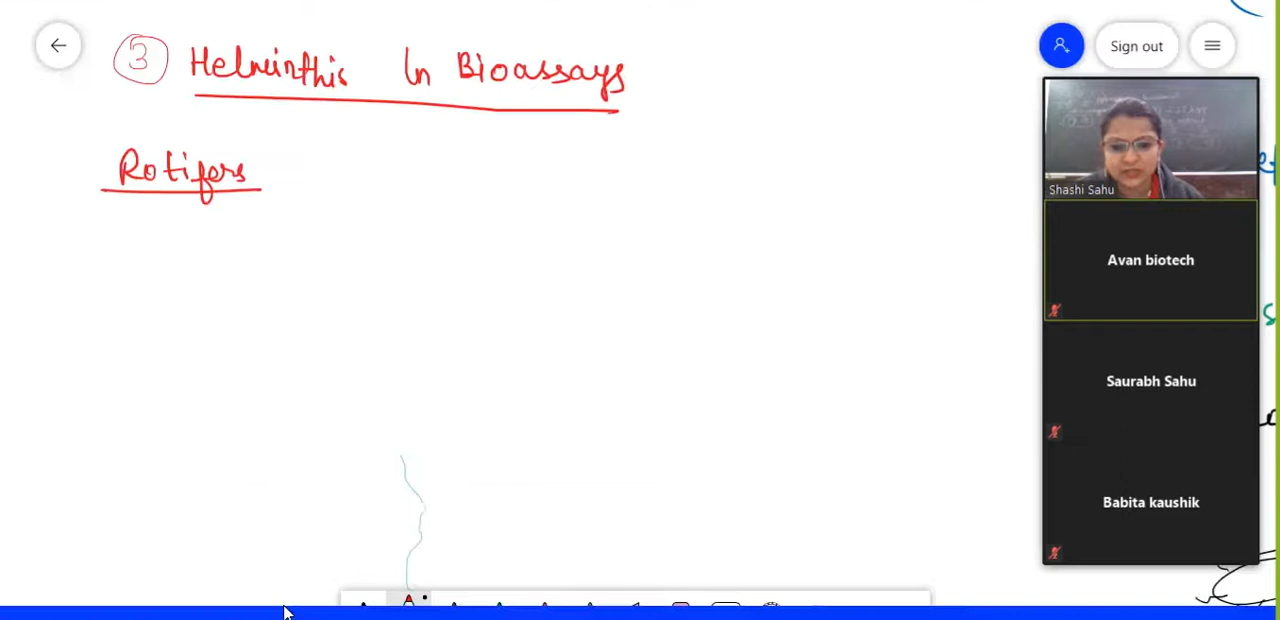 3 Helminthis In Bioassays
Rotifers
Sign out
Shashi Sahu
Avan biotech
Saurabh Sahu
Babita kaushik